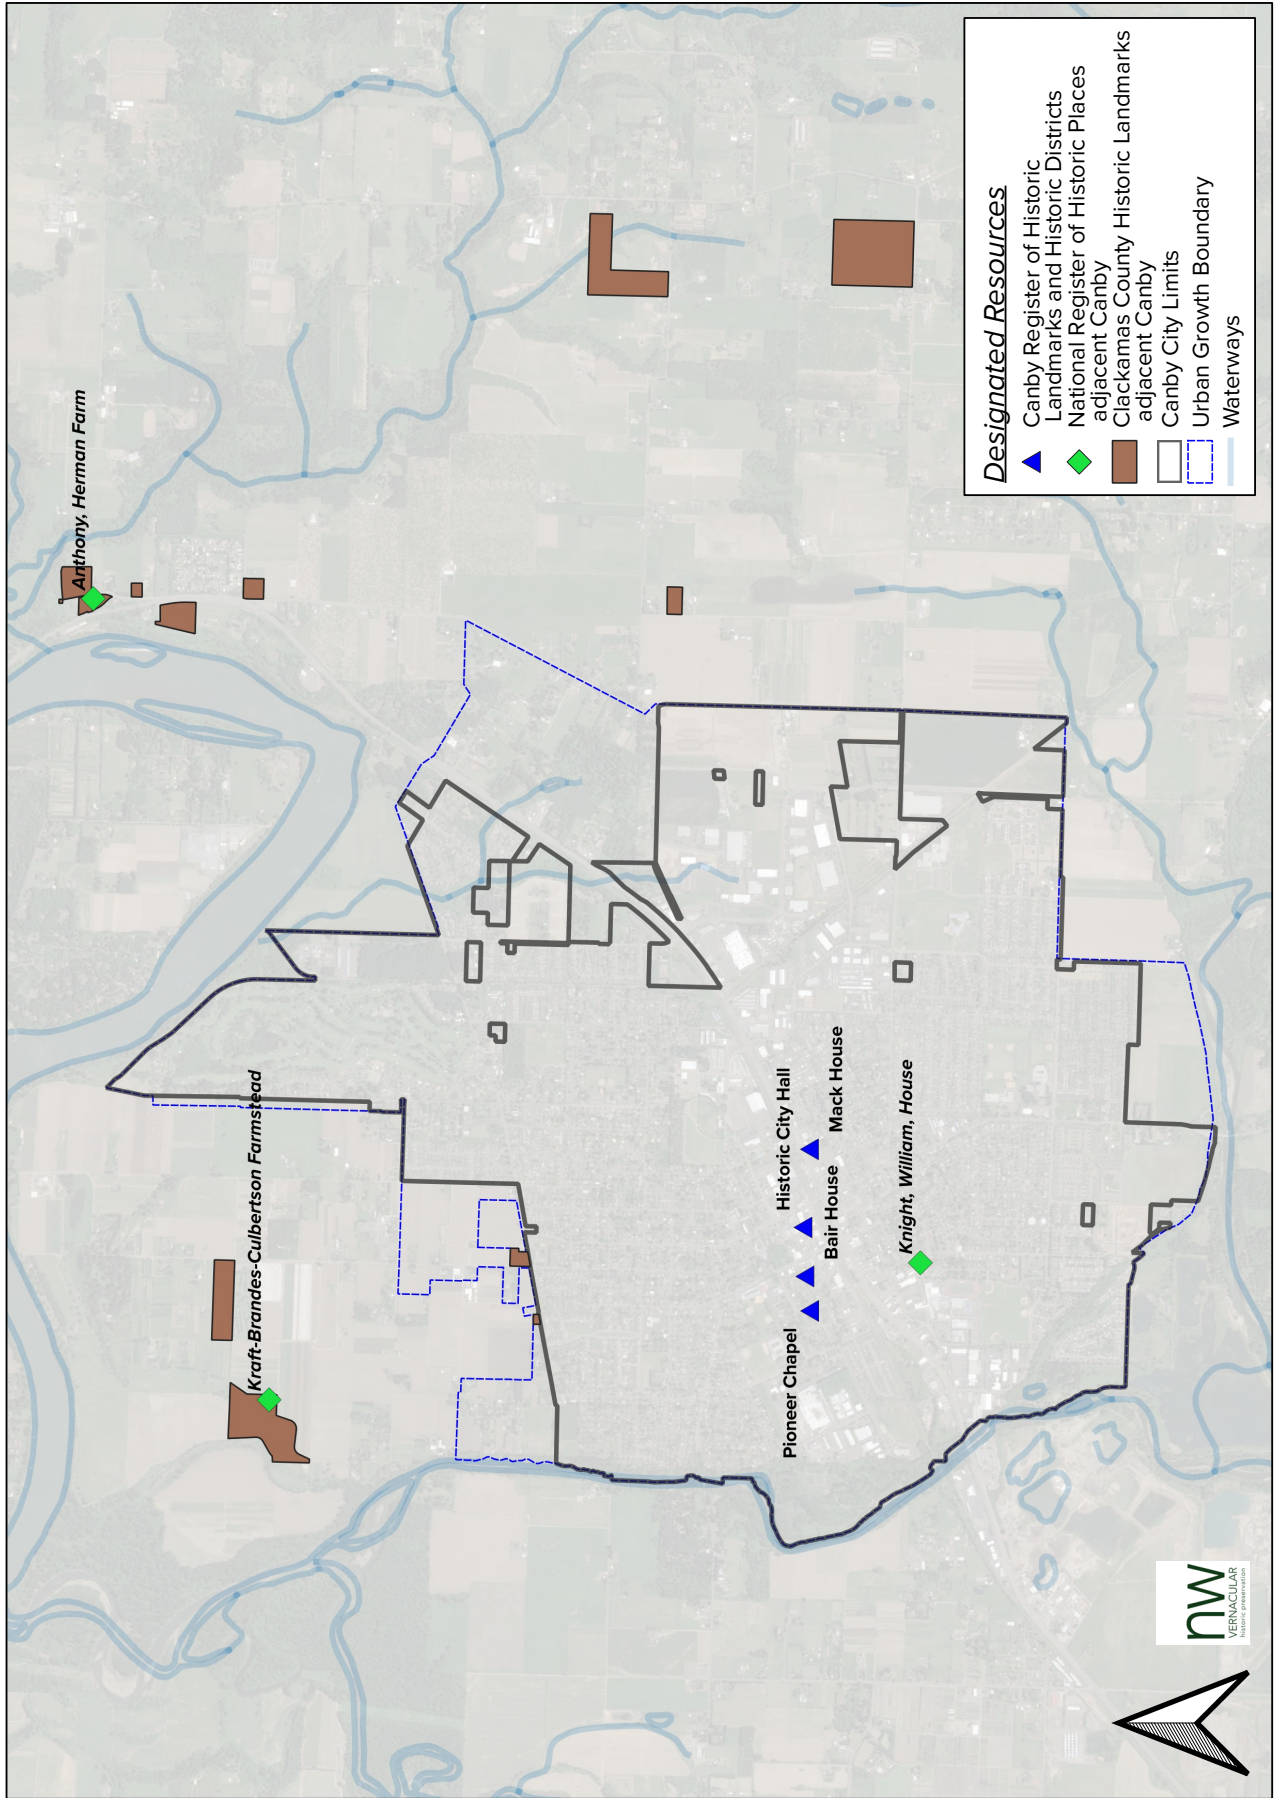 Anthony, Herman Farm
Kraft-Brandes-Culbertson Farmstead
Historic City Hall
Mack House
Bair House
Pioneer Chapel
Knight, William, House
Designated Resources
Canby Register of Historic
Landmarks and Historic Districts
National Register of Historic Places
adjacent Canby
Clackamas County Historic Landmarks
adjacent Canby
Canby City Limits
Urban Growth Boundary
Waterways
nw
VERNACULAR
historic preservation